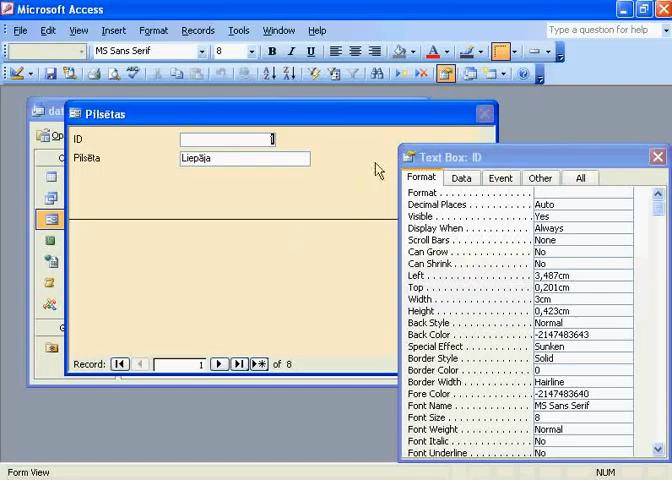 Microsoft Access
File Edit View Insert Format Records Tools Window Help
Type a question for help
MS Sans Serif 8 B I U
Pilsētas
ID 1
Pilsēta Liepāja
Record: 1 of 8
Text Box: ID
Format Data Event Other All
Format
Decimal Places Auto
Visible Yes
Display When Always
Scroll Bars None
Can Grow No
Can Shrink No
Left 3,487cm
Top 0,201cm
Width 3cm
Height 0,423cm
Back Style Normal
Back Color -2147483643
Special Effect Sunken
Border Style Solid
Border Color 0
Border Width Hairline
Fore Color -2147483640
Font Name MS Sans Serif
Font Size 8
Font Weight Normal
Font Italic No
Font Underline No
Form View
NUM